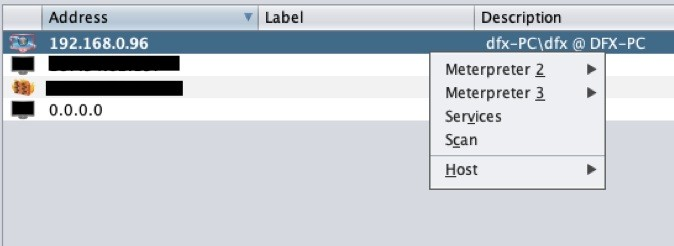 Address Label Description
192.168.0.96 dfx-PC\dfx @ DFX-PC
Meterpreter 2
Meterpreter 3
0.0.0.0 Services
Scan
Host